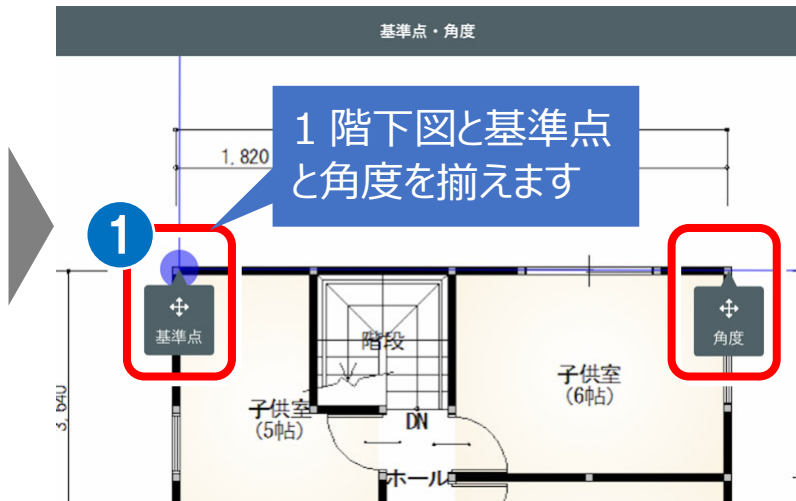 基準点・角度
1階下図と基準点
と角度を揃えます
1,820
1
基準点
角度
階段
子供室
(6帖)
子供室
(5帖)
DN
ホール
3,640